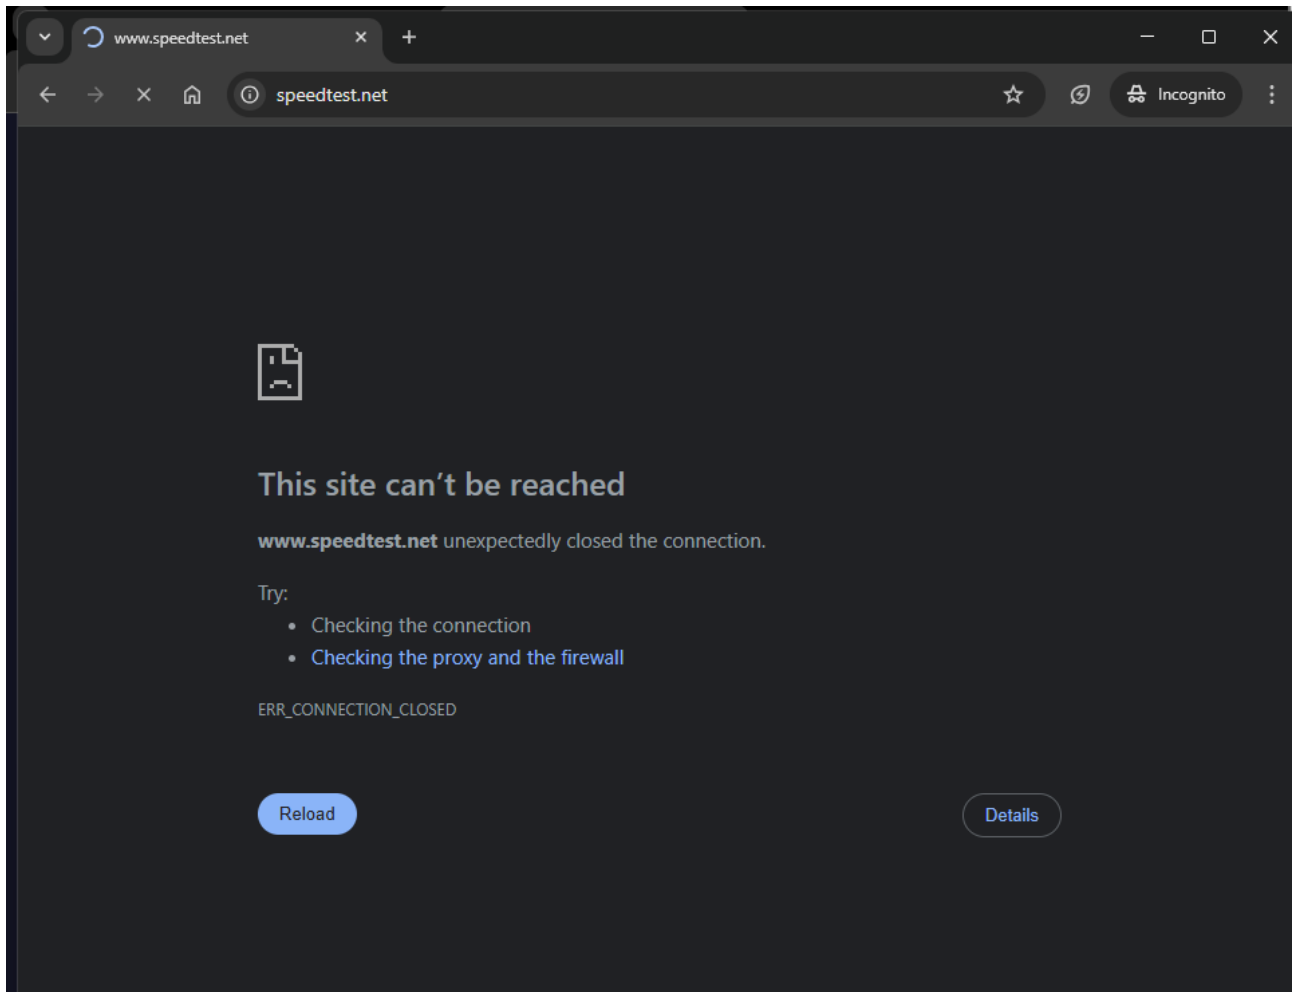 www.speedtest.net
speedtest.net
Incognito
This site can’t be reached
www.speedtest.net unexpectedly closed the connection.
Try:
• Checking the connection
• Checking the proxy and the firewall
ERR_CONNECTION_CLOSED
Reload
Details